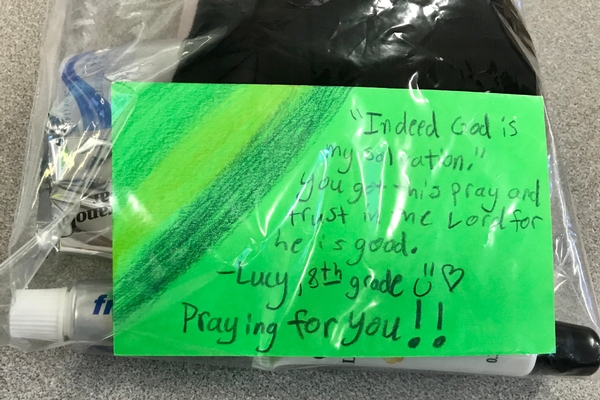 "Indeed God is
my salvation."
you got this pray and
trust in the Lord for
he is good.
-Lucy, 8th grade
Praying for you!!
fr